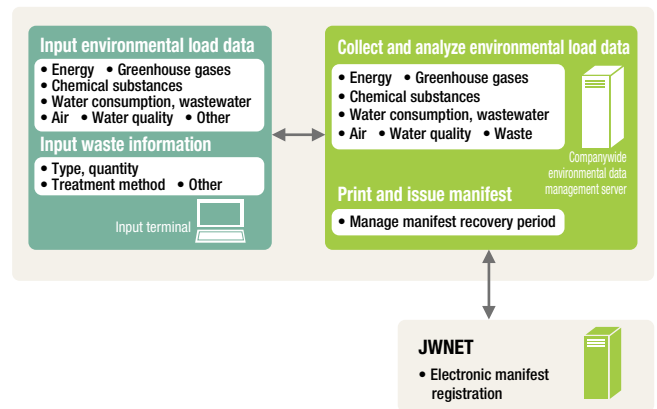 Input environmental load data
• Energy • Greenhouse gases
• Chemical substances
• Water consumption, wastewater
• Air • Water quality • Other
Input waste information
• Type, quantity
• Treatment method • Other
Input terminal
Collect and analyze environmental load data
• Energy • Greenhouse gases
• Chemical substances
• Water consumption, wastewater
• Air • Water quality • Waste
Companywide
environmental data
management server
Print and issue manifest
• Manage manifest recovery period
JWNET
• Electronic manifest
registration